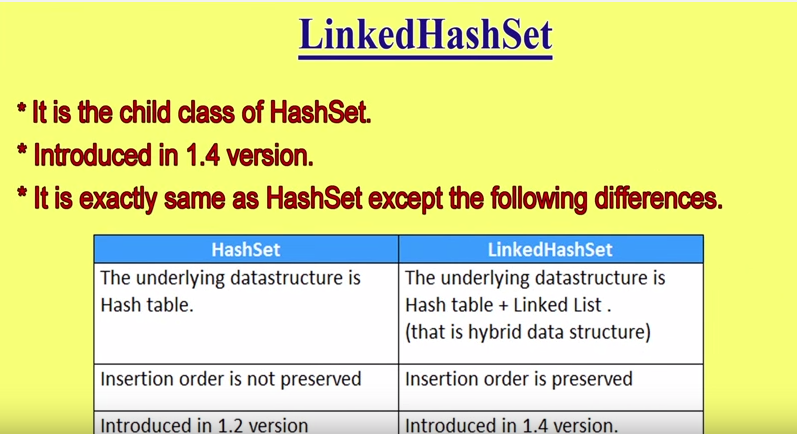 LinkedHashSet
* It is the child class of HashSet.
* Introduced in 1.4 version.
* It is exactly same as HashSet except the following differences.
HashSet
LinkedHashSet
The underlying datastructure is
Hash table.
The underlying datastructure is
Hash table + Linked List .
(that is hybrid data structure)
Insertion order is not preserved
Insertion order is preserved
Introduced in 1.2 version
Introduced in 1.4 version.